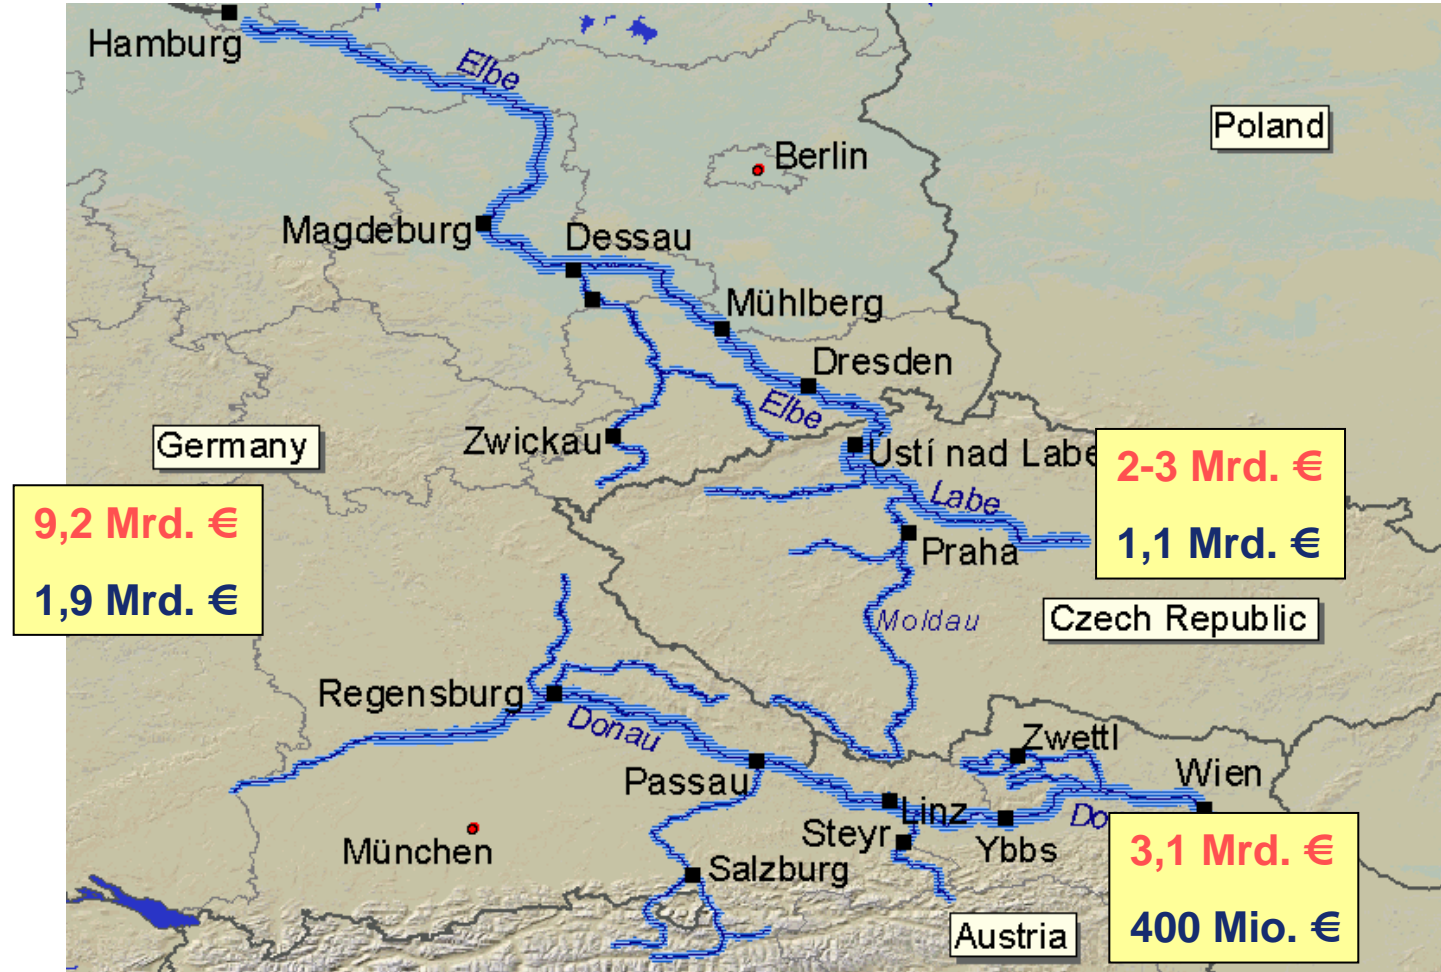 Hamburg
Elbe
Poland
Berlin
Magdeburg
Dessau
Mühlberg
Dresden
Elbe
Germany
Zwickau
Ustí nad Labe
2-3 Mrd. €
1,1 Mrd. €
Labe
9,2 Mrd. €
1,9 Mrd. €
Praha
Czech Republic
Moldau
Regensburg
Donau
Zwettl
Passau
Wien
Linz
Do
Steyr
Ybbs
München
Salzburg
3,1 Mrd. €
400 Mio. €
Austria